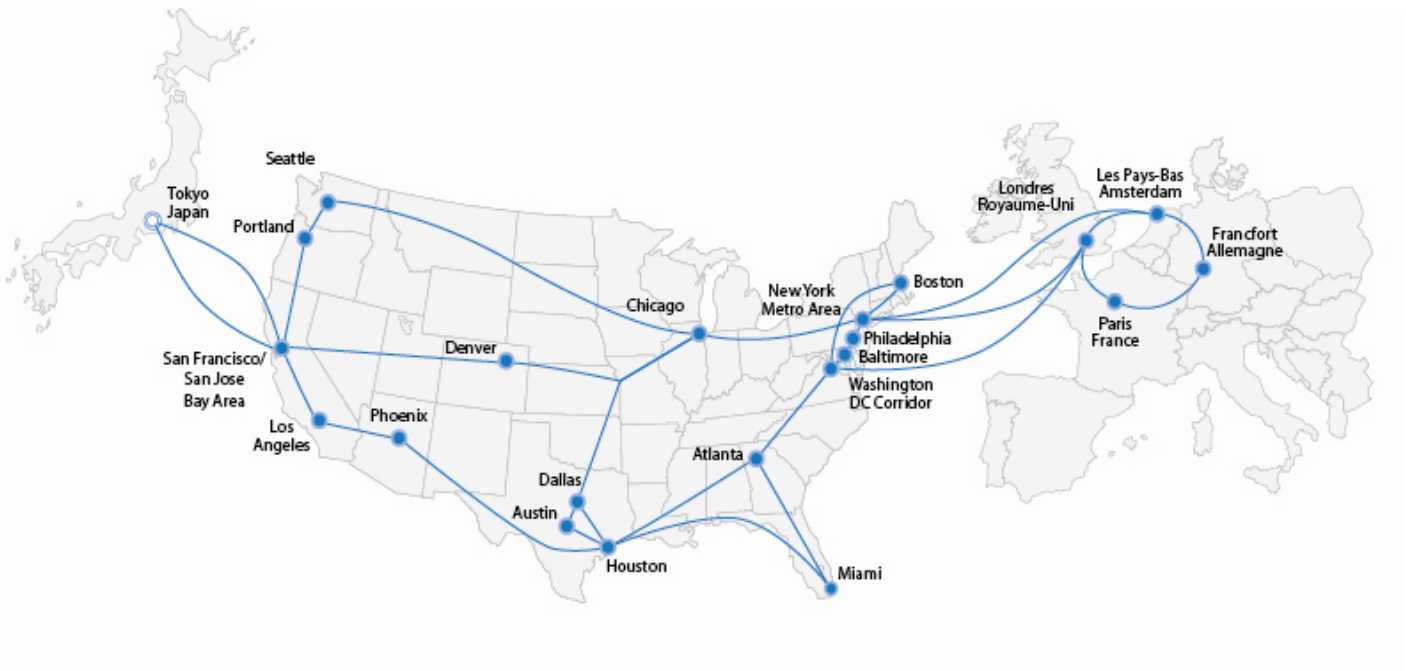 Seattle
Tokyo
Japan
Portland
San Francisco/
San Jose
Bay Area
Los
Angeles
Phoenix
Denver
Chicago
Dallas
Austin
Houston
Atlanta
Miami
New York
Metro Area
Boston
Philadelphia
Baltimore
Washington
DC Corridor
Londres
Royaume-Uni
Les Pays-Bas
Amsterdam
Francfort
Allemagne
Paris
France